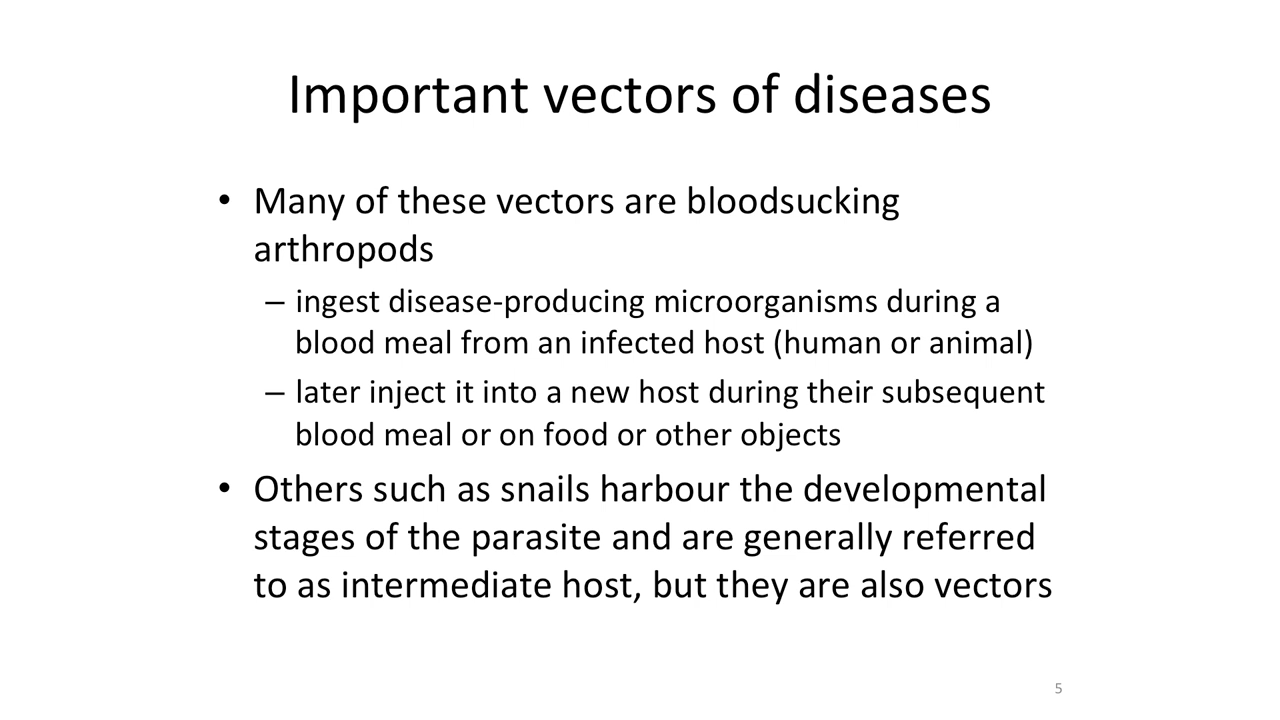 Important vectors of diseases
• Many of these vectors are bloodsucking
arthropods
– ingest disease-producing microorganisms during a
blood meal from an infected host (human or animal)
– later inject it into a new host during their subsequent
blood meal or on food or other objects
• Others such as snails harbour the developmental
stages of the parasite and are generally referred
to as intermediate host, but they are also vectors
5